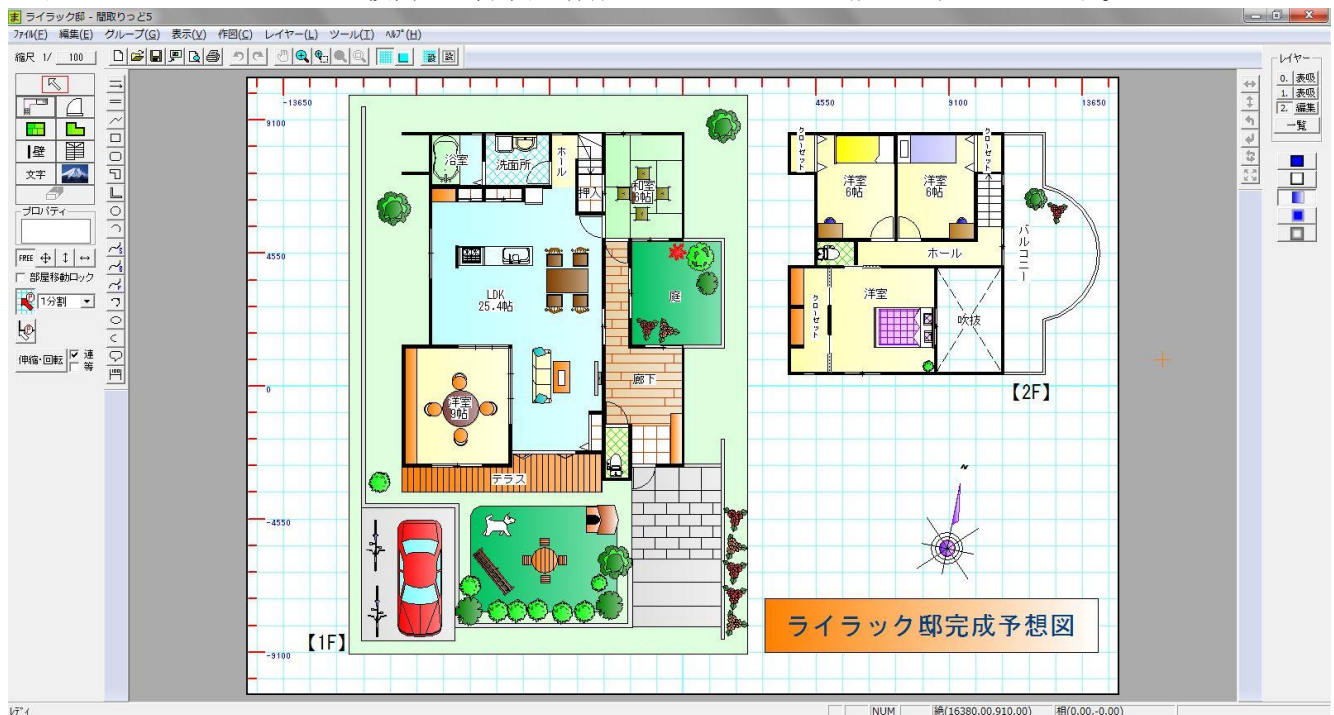 ライラック邸 - 間取りっど5
ファイル(F) 編集(E) グループ(G) 表示(V) 作図(C) レイヤー(L) ツール(T) ヘルプ(H)
縮尺 1/ 100
壁
文字
プロパティ
FREE
部屋移動ロック
1分割
伸縮・回転
連
等
レイヤー
0. 表吸
1. 表吸
2. 編集
一覧
-13650
4550
9100
13650
9100
4550
0
-4550
-9100
浴室
洗面所
ホール
押入
和室
6帖
LDK
25.4帖
庭
廊下
洋室
9帖
テラス
【1F】
クローゼット
洋室
6帖
洋室
6帖
クローゼット
バルコニー
ホール
クローゼット
洋室
吹抜
【2F】
N
ライラック邸完成予想図
レディ
NUM
絶(16380.00,910.00)
相(0.00,-0.00)